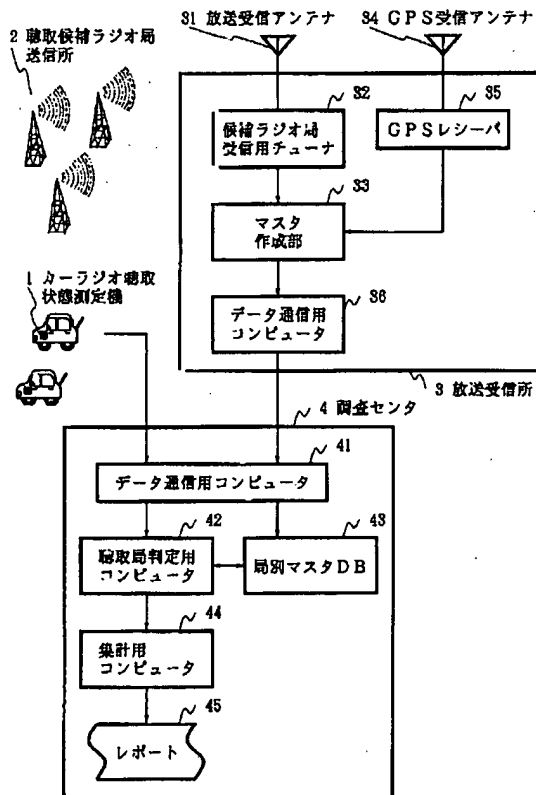 2 聴取候補ラジオ局
送信所
31 放送受信アンテナ
34 GPS受信アンテナ
32
候補ラジオ局
受信用チューナ
35
GPSレシーバ
33
マスタ
作成部
36
データ通信用
コンピュータ
3 放送受信所
1 カーラジオ聴取
状態測定機
4 調査センタ
41
データ通信用コンピュータ
42
聴取局判定用
コンピュータ
43
局別マスタDB
44
集計用
コンピュータ
45
レポート